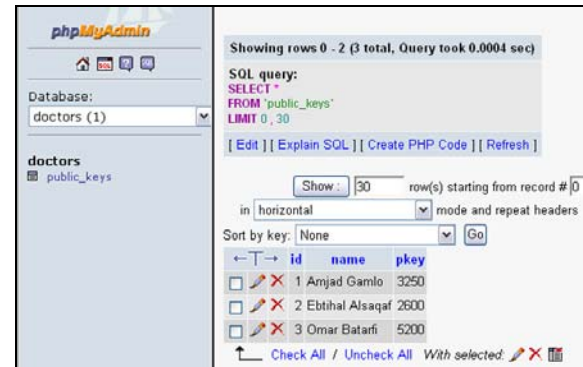 phpMyAdmin
SQL
Database:
doctors (1)
doctors
public_keys
Showing rows 0 - 2 (3 total, Query took 0.0004 sec)
SQL query:
SELECT *
FROM 'public_keys'
LIMIT 0 , 30
[ Edit ] [ Explain SQL ] [ Create PHP Code ] [ Refresh ]
Show : 30 row(s) starting from record # 0
in horizontal mode and repeat headers
Sort by key: None Go
←T→ id name pkey
1 Amjad Gamlo 3250
2 Ebtihal Alsaqaf 2600
3 Omar Batarfi 5200
Check All / Uncheck All With selected: